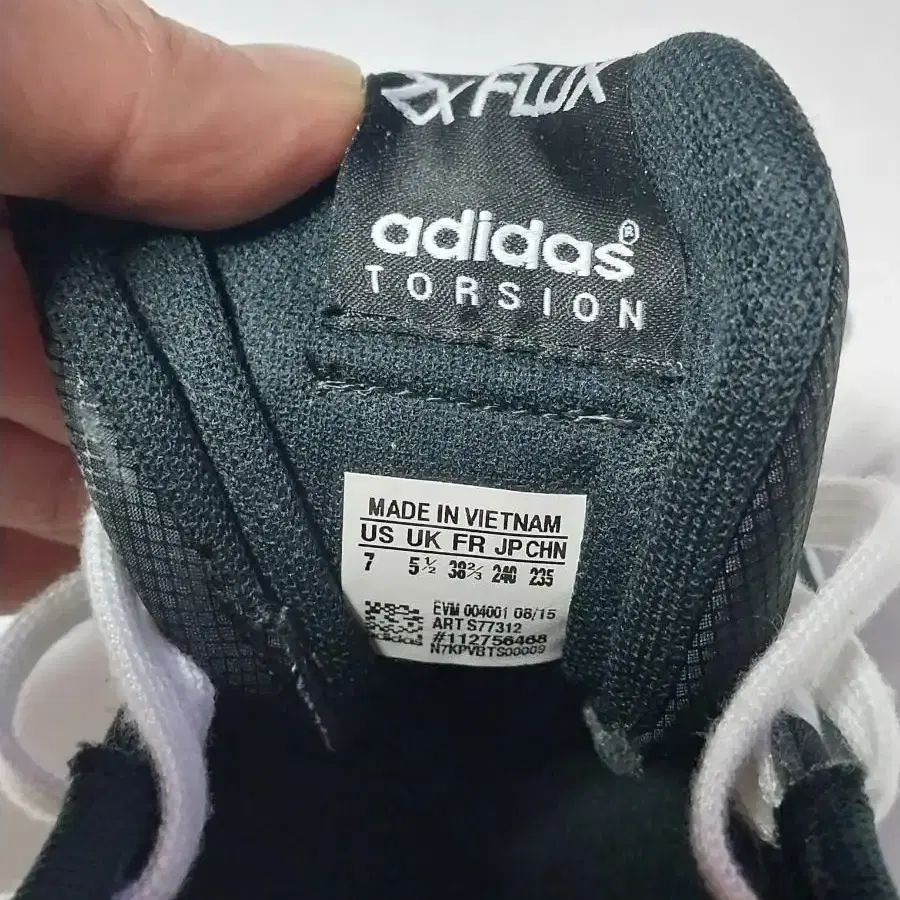 ZX FLUX
adidas®
TORSION
MADE IN VIETNAM
US UK FR JP CHN
7 5½ 38⅔ 240 235
EVM 004001 08/15
ART S77312
#112756468
N7KPVBTS00009
adidas